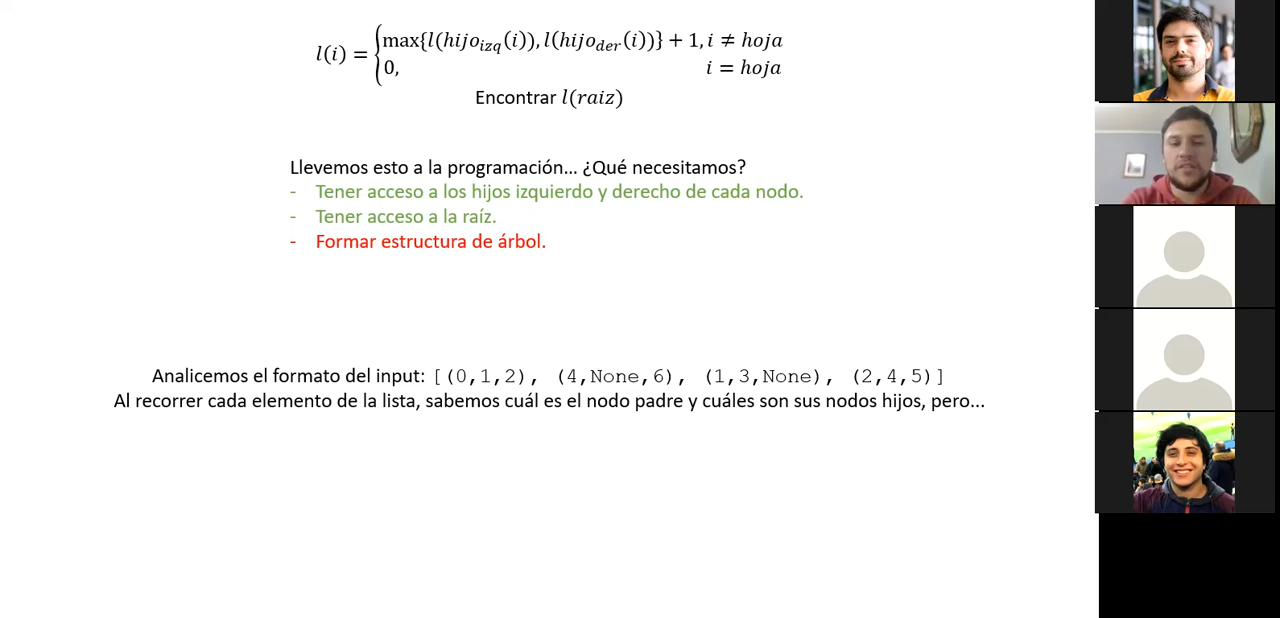 l(i) = {max{l(hijo_izq(i)), l(hijo_der(i))} + 1, i ≠ hoja
0, i = hoja
Encontrar l(raiz)
Llevemos esto a la programación... ¿Qué necesitamos?
- Tener acceso a los hijos izquierdo y derecho de cada nodo.
- Tener acceso a la raíz.
- Formar estructura de árbol.
Analicemos el formato del input: [(0,1,2), (4,None,6), (1,3,None), (2,4,5)]
Al recorrer cada elemento de la lista, sabemos cuál es el nodo padre y cuáles son sus nodos hijos, pero...